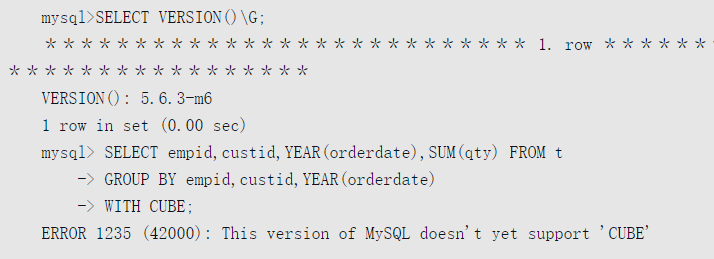 mysql>SELECT VERSION()\G;
*************************** 1. row ******
*****************
VERSION(): 5.6.3-m6
1 row in set (0.00 sec)
mysql> SELECT empid,custid,YEAR(orderdate),SUM(qty) FROM t
-> GROUP BY empid,custid,YEAR(orderdate)
-> WITH CUBE;
ERROR 1235 (42000): This version of MySQL doesn't yet support 'CUBE'